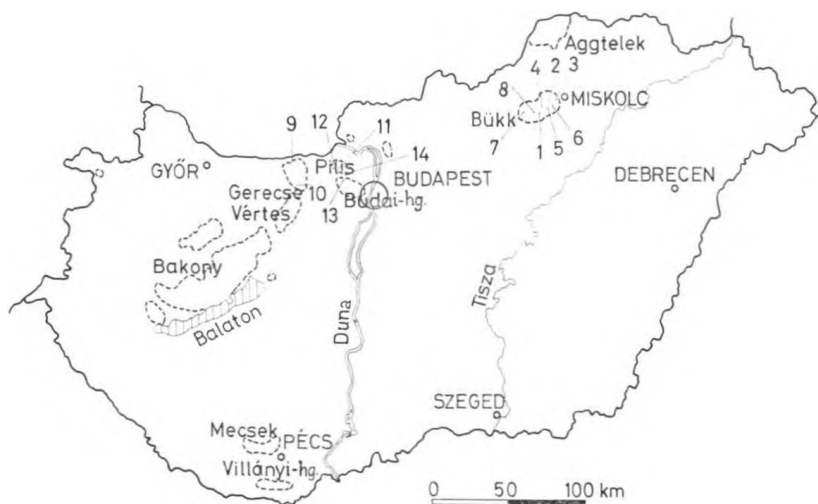 Aggtelek
4 2 3
8
MISKOLC
Bükk
7 1 5 6
9 12 11
Pilis
14
GYŐR
BUDAPEST
DEBRECEN
Gerecse
10
Budai-hg.
Vértes
13
Bakony
Tisza
Balaton
Duna
SZEGED
Mecsek
PÉCS
Villányi-hg.
0 50 100 km